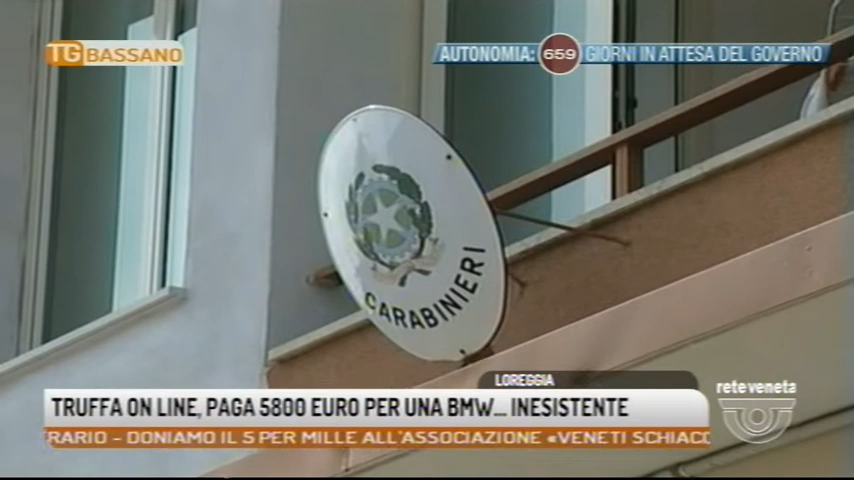 TG BASSANO
AUTONOMIA: 659 GIORNI IN ATTESA DEL GOVERNO
CARABINIERI
LOREGGIA
TRUFFA ON LINE, PAGA 5800 EURO PER UNA BMW... INESISTENTE
reteveneta
RARIO - DONIAMO IL 5 PER MILLE ALL'ASSOCIAZIONE «VENETI SCHIACC